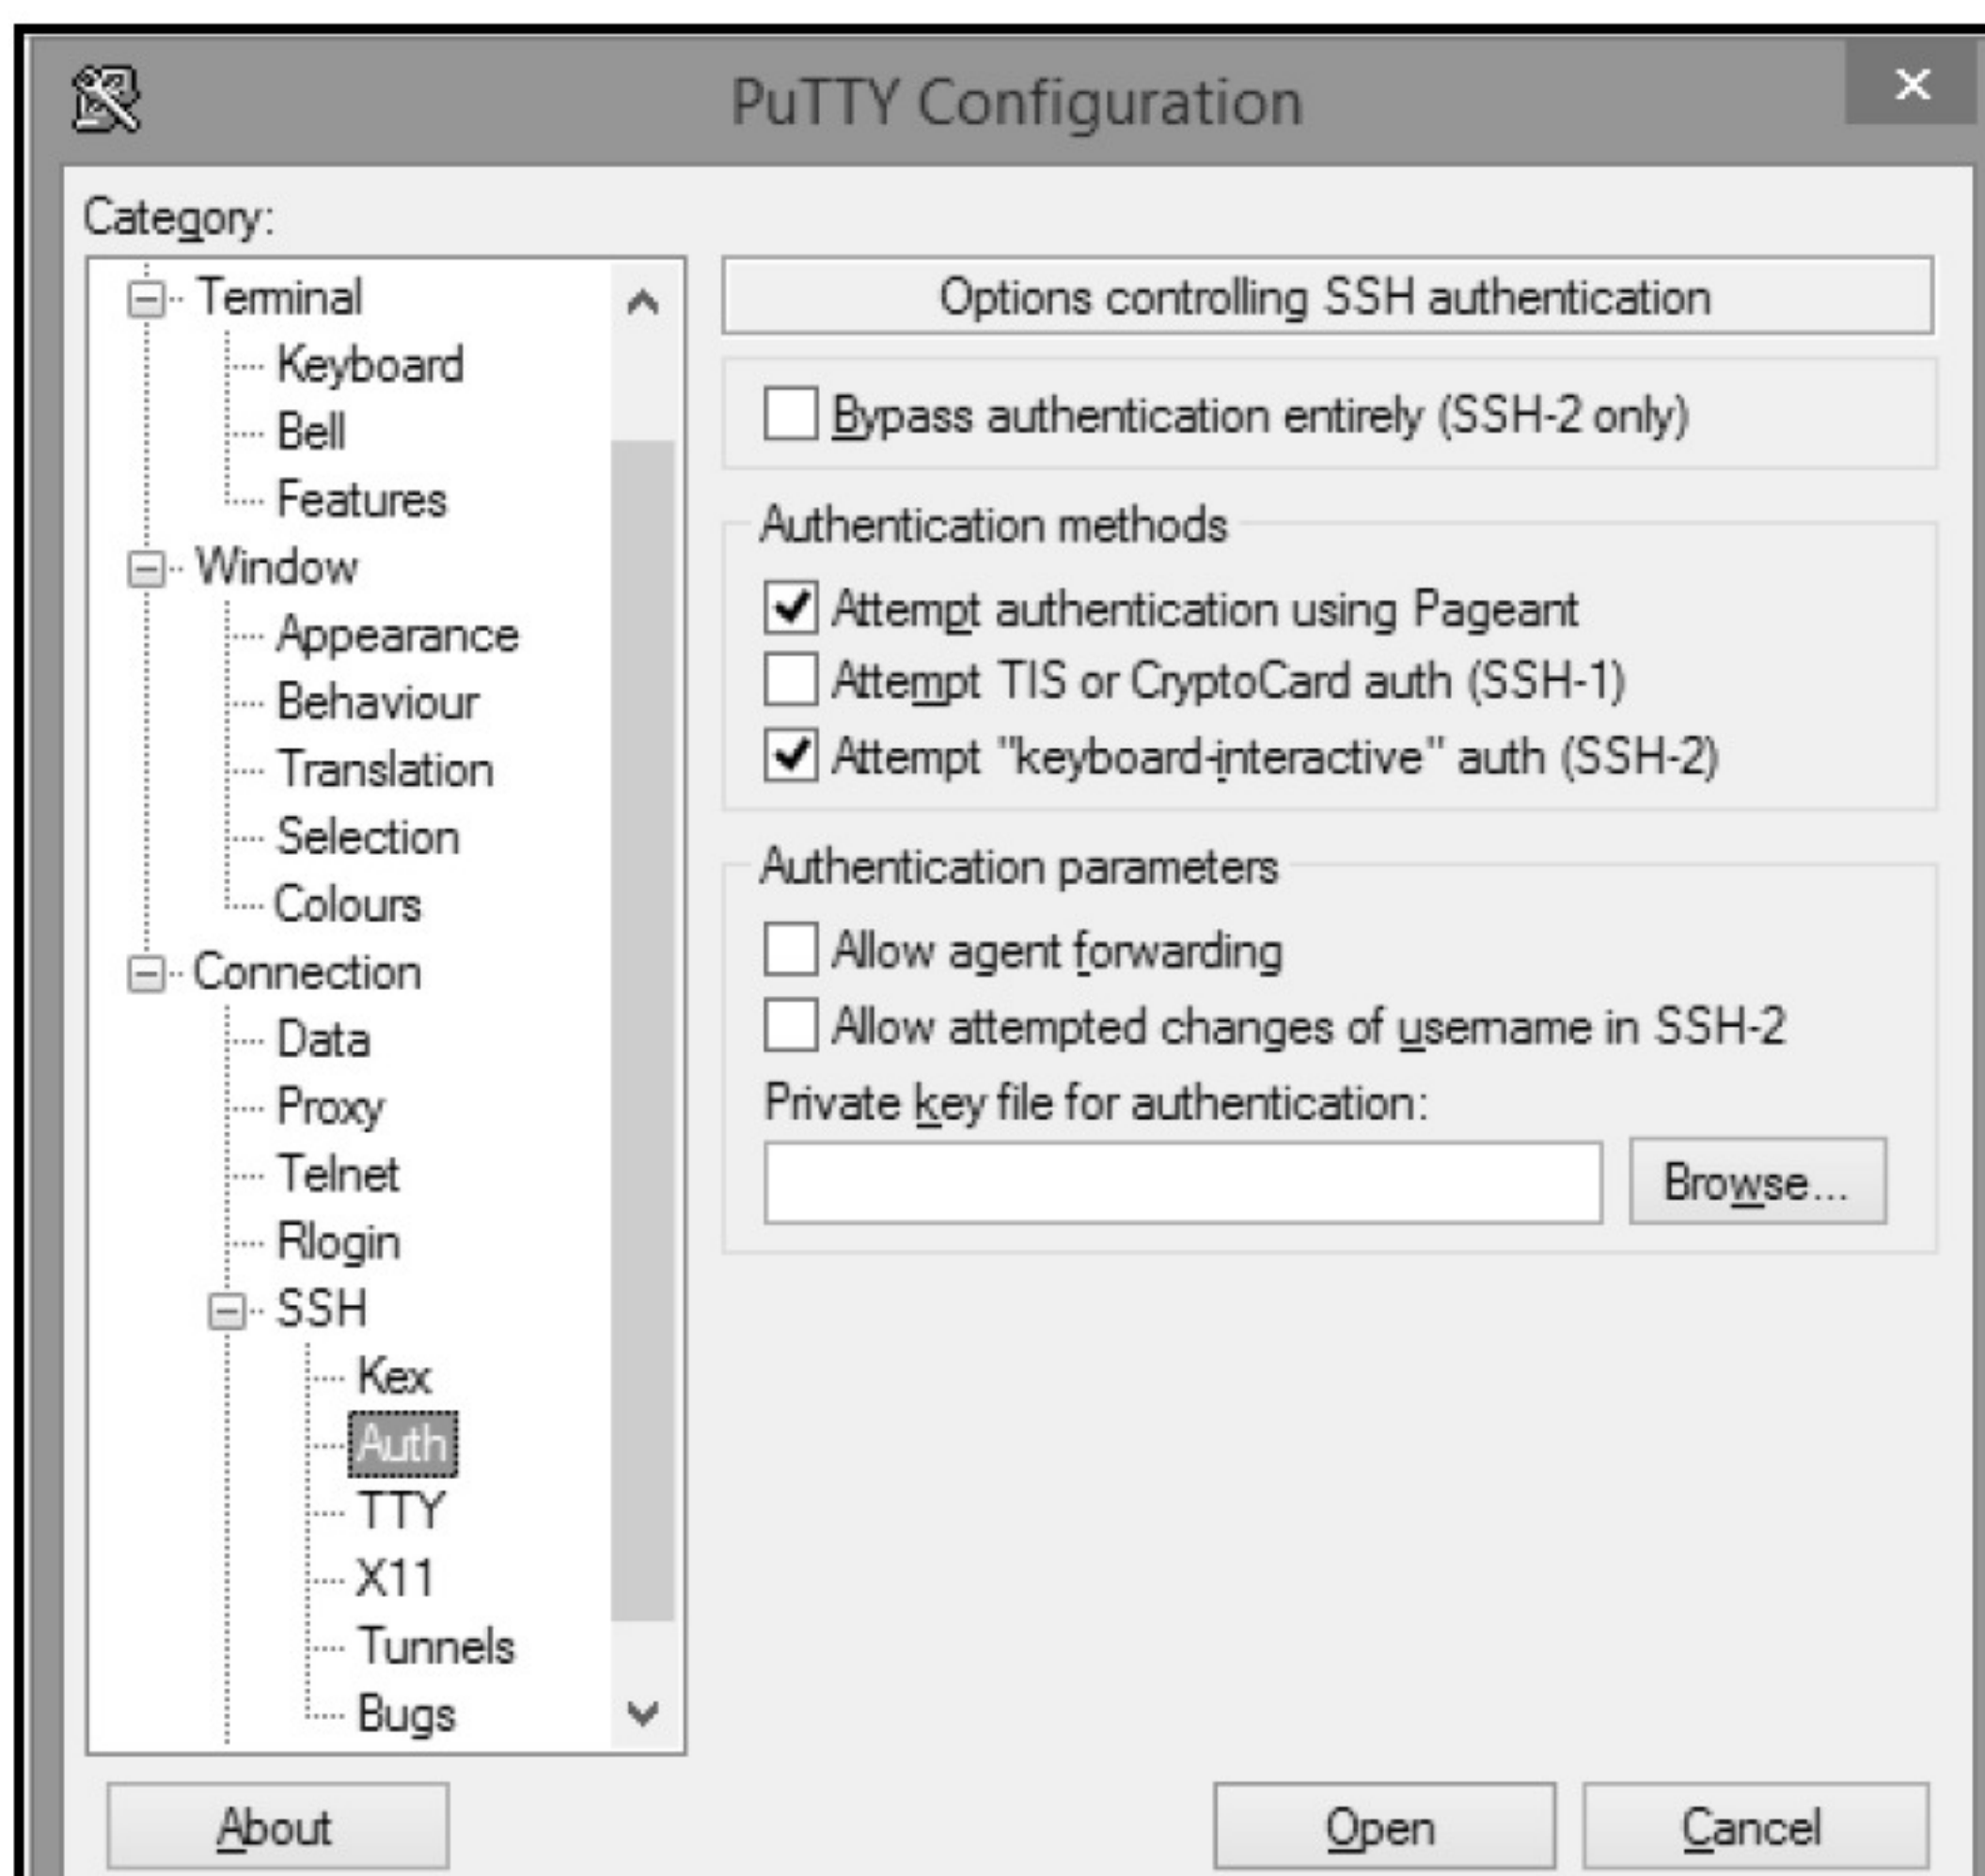 PuTTY Configuration
×
Category:
Terminal
Keyboard
Bell
Features
Window
Appearance
Behaviour
Translation
Selection
Colours
Connection
Data
Proxy
Telnet
Rlogin
SSH
Kex
Auth
TTY
X11
Tunnels
Bugs
Options controlling SSH authentication
Bypass authentication entirely (SSH-2 only)
Authentication methods
Attempt authentication using Pageant
Attempt TIS or CryptoCard auth (SSH-1)
Attempt "keyboard-interactive" auth (SSH-2)
Authentication parameters
Allow agent forwarding
Allow attempted changes of username in SSH-2
Private key file for authentication:
Browse...
About
Open
Cancel